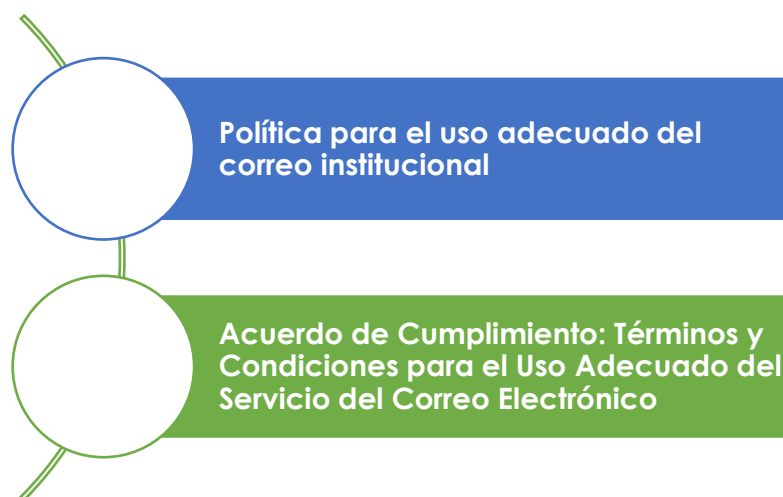 Política para el uso adecuado del
correo institucional
Acuerdo de Cumplimiento: Términos y
Condiciones para el Uso Adecuado del
Servicio del Correo Electrónico